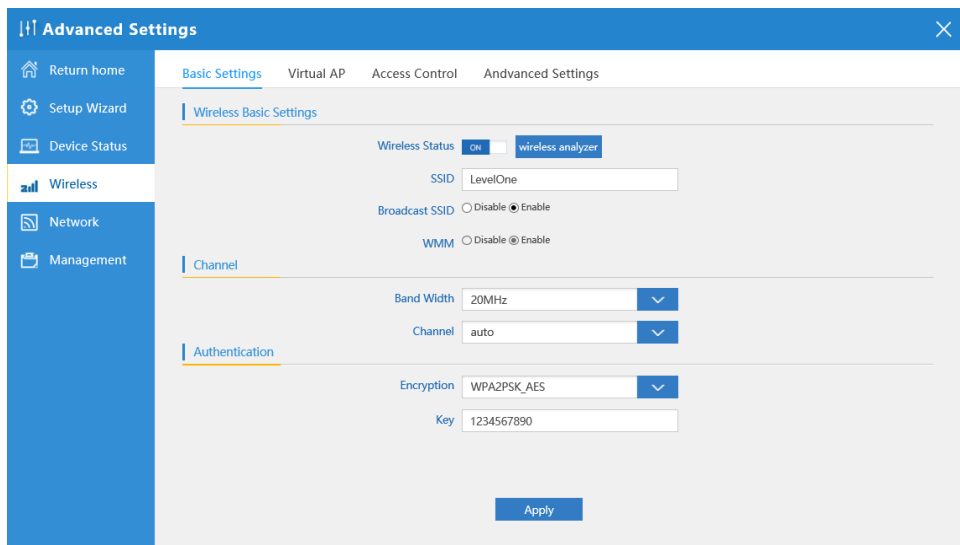 Advanced Settings
Return home
Setup Wizard
Device Status
Wireless
Network
Management
Basic Settings Virtual AP Access Control Andvanced Settings
Wireless Basic Settings
Wireless Status ON wireless analyzer
SSID LevelOne
Broadcast SSID Disable Enable
WMM Disable Enable
Channel
Band Width 20MHz
Channel auto
Authentication
Encryption WPA2PSK_AES
Key 1234567890
Apply